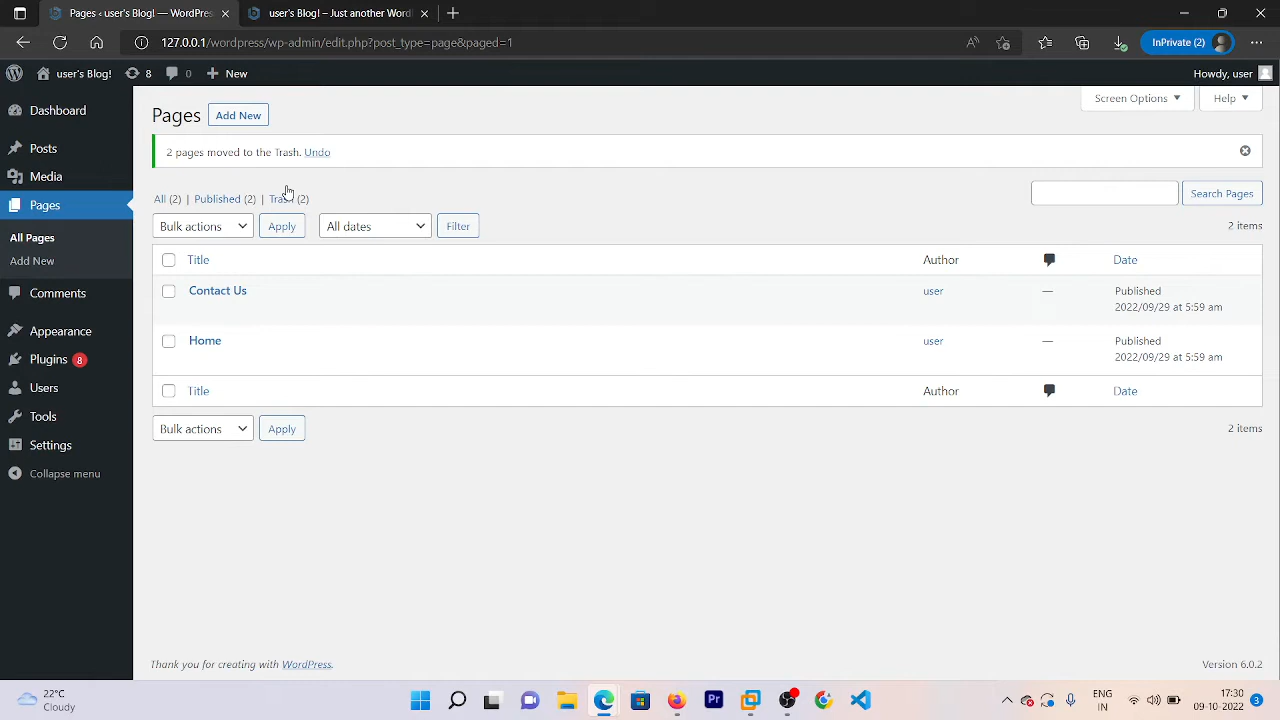 Pages < user's Blog! — WordPres
user's Blog! – Just another Word
127.0.0.1/wordpress/wp-admin/edit.php?post_type=page&paged=1
InPrivate (2)
user's Blog!
8
0
New
Howdy, user
Dashboard
Posts
Media
Pages
All Pages
Add New
Comments
Appearance
Plugins 8
Users
Tools
Settings
Collapse menu
Screen Options
Help
Pages
Add New
2 pages moved to the Trash. Undo
All (2) | Published (2) | Trash (2)
Search Pages
Bulk actions
Apply
All dates
Filter
2 items
Title
Author
Date
Contact Us
user
—
Published
2022/09/29 at 5:59 am
Home
user
—
Published
2022/09/29 at 5:59 am
Title
Author
Date
Bulk actions
Apply
2 items
Thank you for creating with WordPress.
Version 6.0.2
22°C
Cloudy
Pr
ENG
IN
17:30
09-10-2022
3